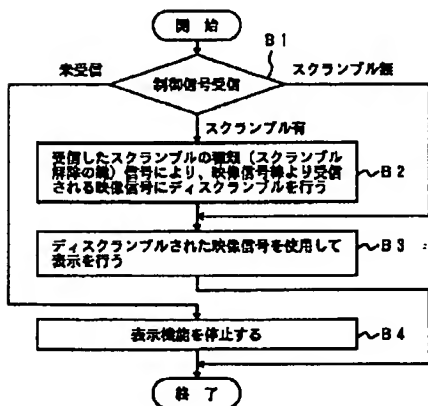 開始
B1
未受信
制御信号受信
スクランブル無
スクランブル有
受信したスクランブルの種類（スクランブル
解除の鍵）信号により、映像信号線より受信
される映像信号にディスクランブルを行う
B2
ディスクランブルされた映像信号を使用して
表示を行う
B3
表示機能を停止する
B4
終了